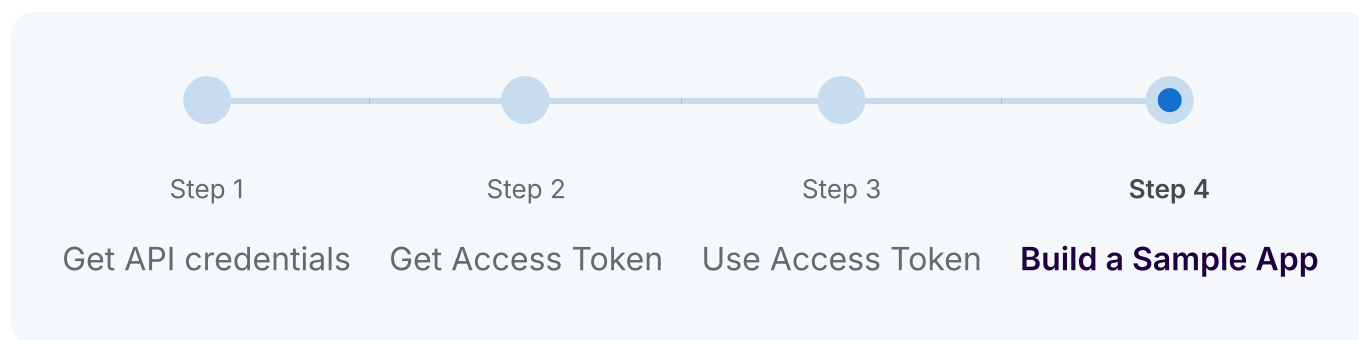 Step 1
Step 2
Step 3
Step 4
Get API credentials
Get Access Token
Use Access Token
Build a Sample App